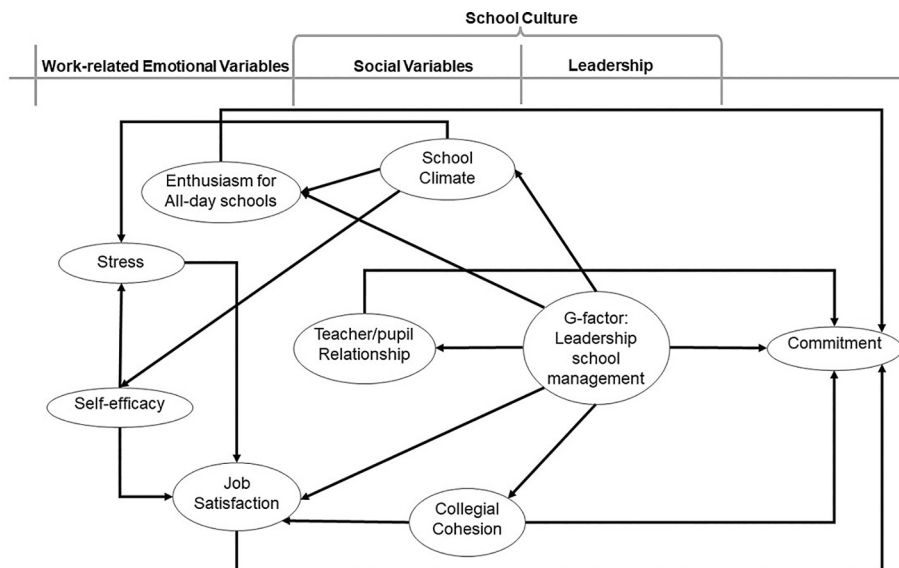 School Culture
Work-related Emotional Variables
Social Variables
Leadership
School
Climate
Enthusiasm for
All-day schools
Stress
Teacher/pupil
Relationship
G-factor:
Leadership
school
management
Commitment
Self-efficacy
Job
Satisfaction
Collegial
Cohesion